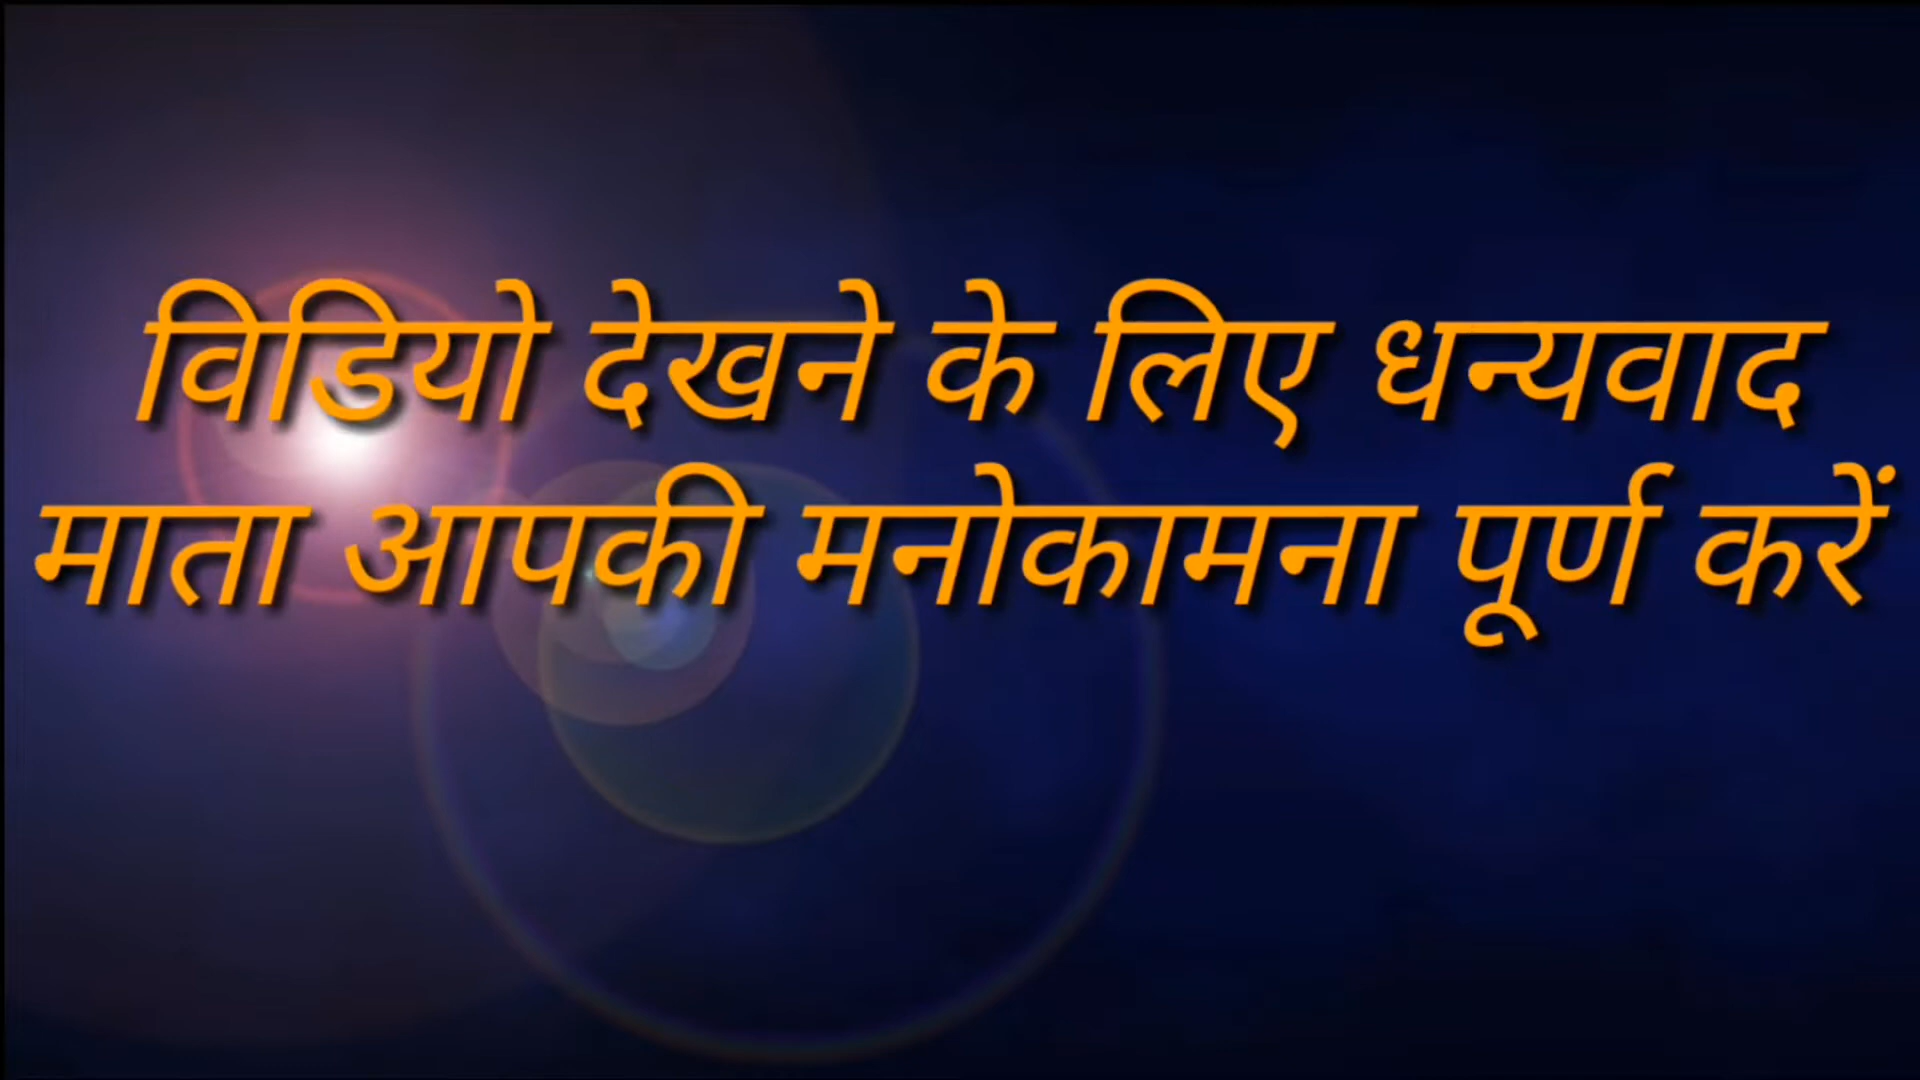 विडियो देखने के लिए धन्यवाद
माता आपकी मनोकामना पूर्ण करें